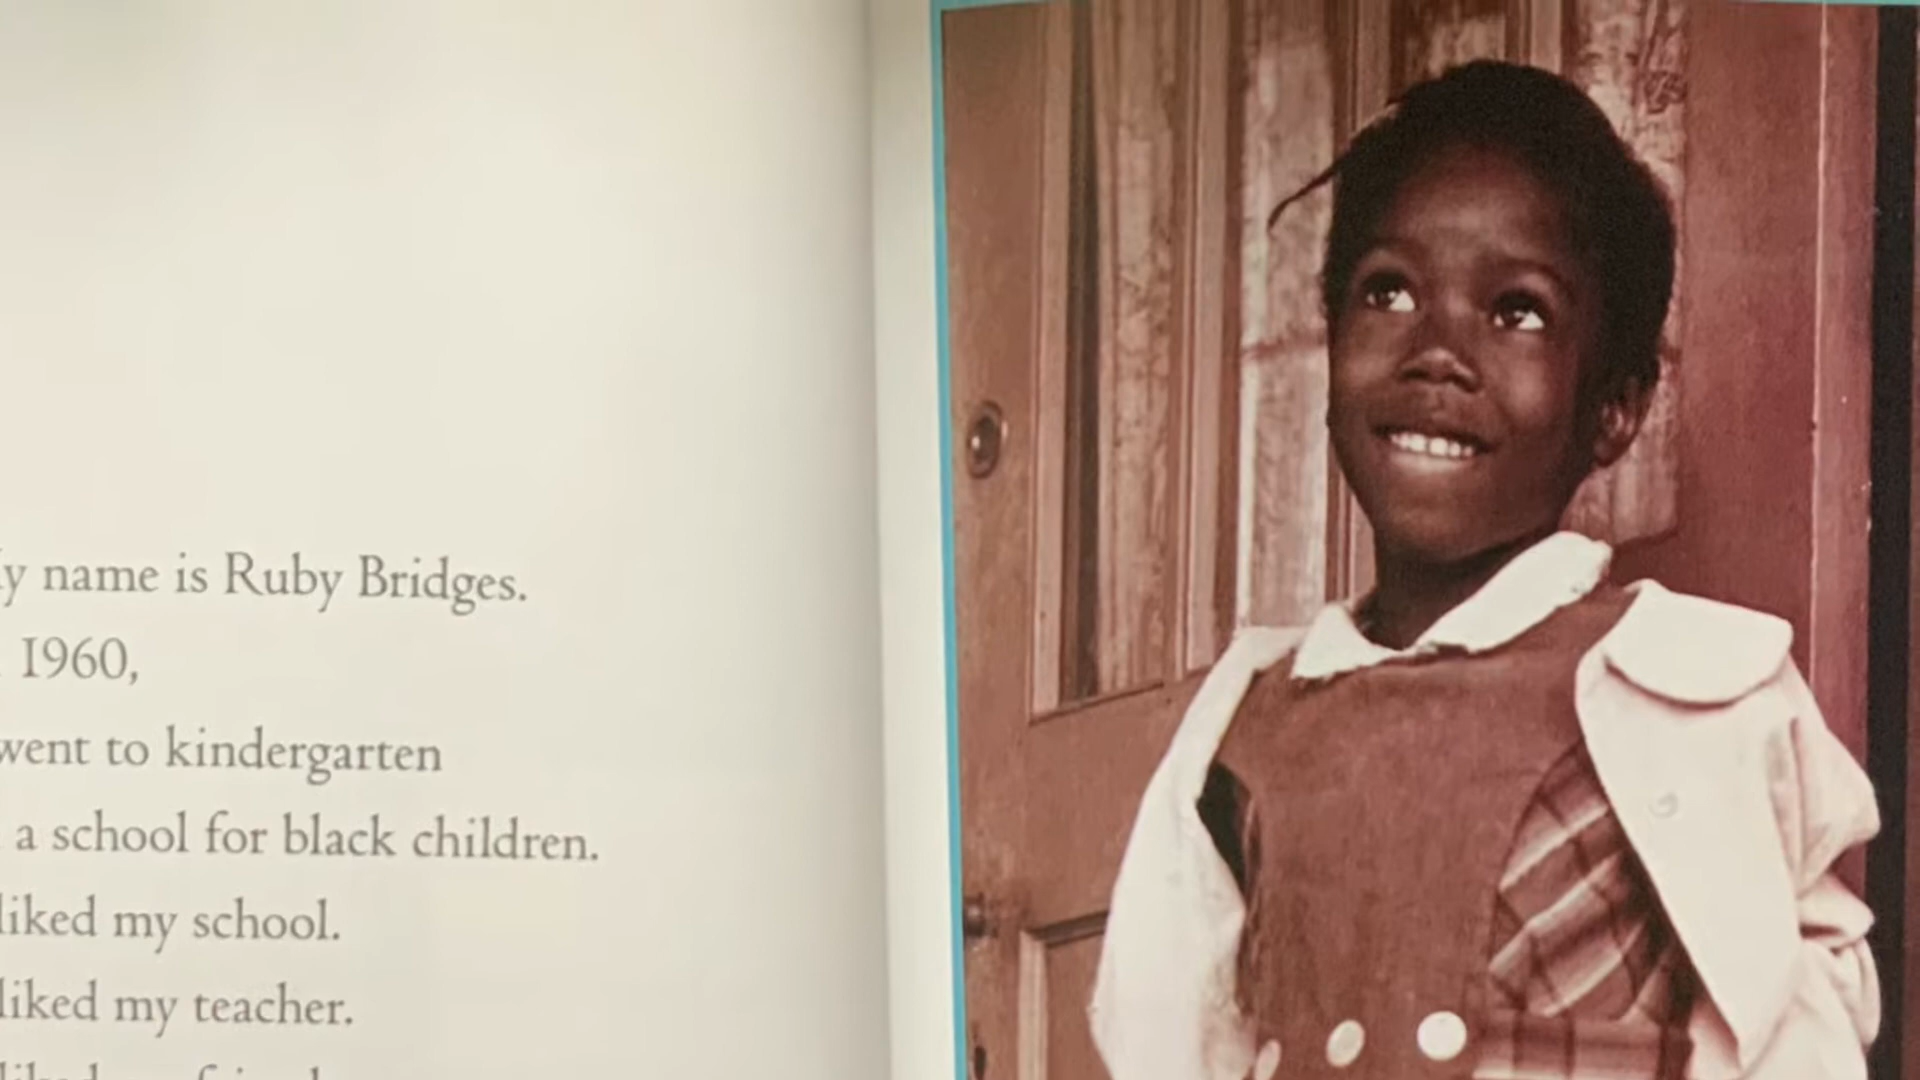 y name is Ruby Bridges.
1960,
went to kindergarten
a school for black children.
liked my school.
liked my teacher.